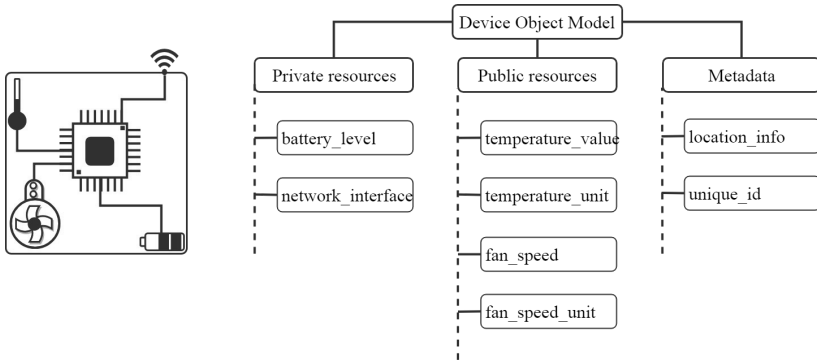 Device Object Model
Private resources
Public resources
Metadata
battery_level
temperature_value
location_info
network_interface
temperature_unit
unique_id
fan_speed
fan_speed_unit